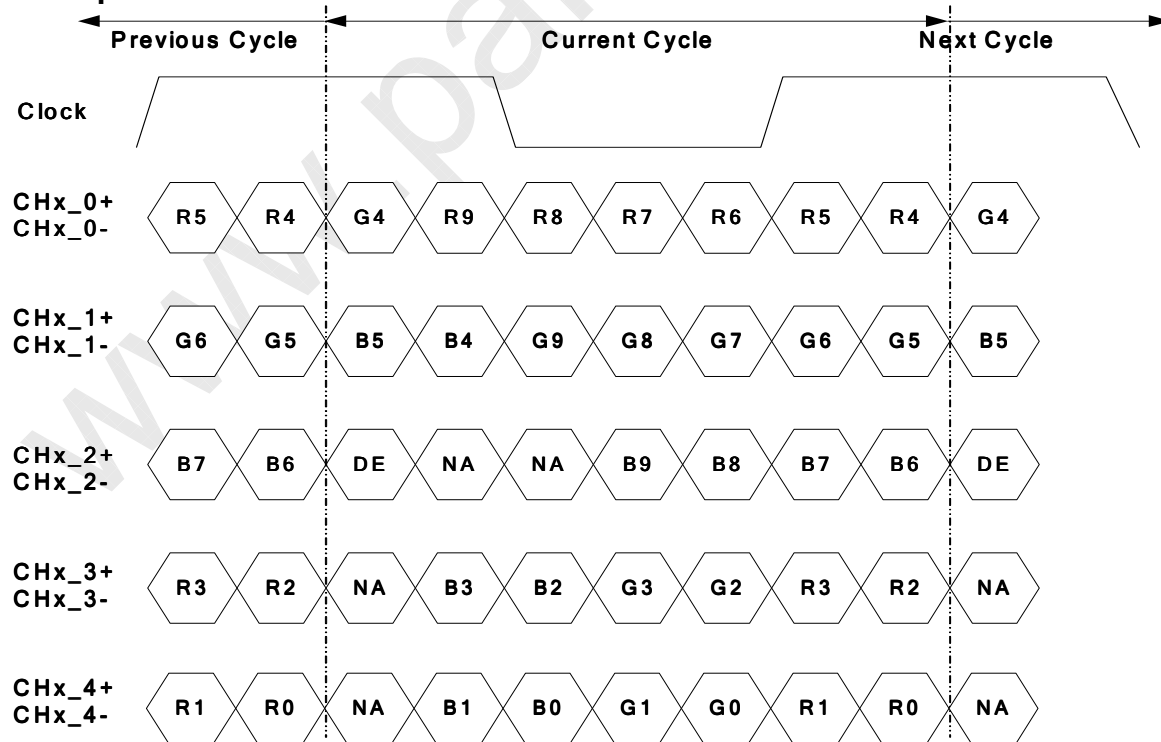 Previous Cycle Current Cycle Next Cycle
Clock
CHx_0+
CHx_0-
R5 R4 G4 R9 R8 R7 R6 R5 R4 G4
CHx_1+
CHx_1-
G6 G5 B5 B4 G9 G8 G7 G6 G5 B5
CHx_2+
CHx_2-
B7 B6 DE NA NA B9 B8 B7 B6 DE
CHx_3+
CHx_3-
R3 R2 NA B3 B2 G3 G2 R3 R2 NA
CHx_4+
CHx_4-
R1 R0 NA B1 B0 G1 G0 R1 R0 NA
www.pa